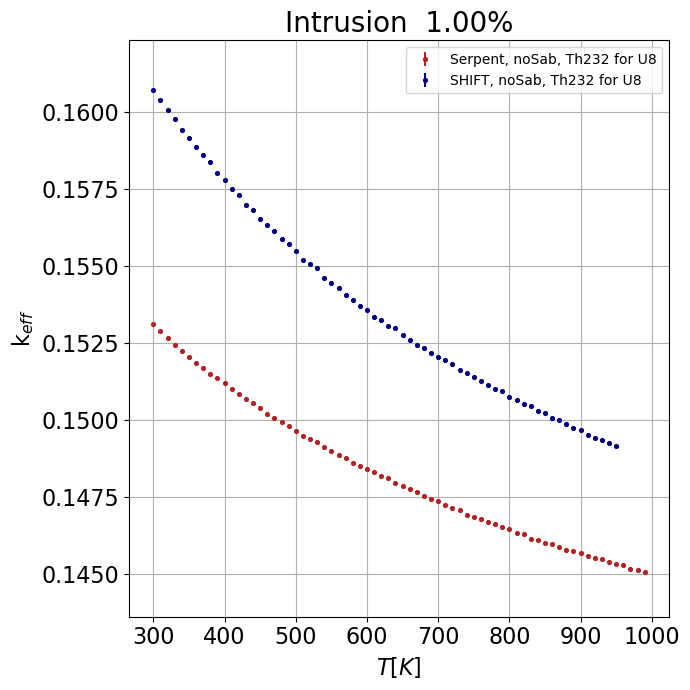 Intrusion  1.00%
Serpent, noSab, Th232 for U8
SHIFT, noSab, Th232 for U8
0.1600
0.1575
0.1550
0.1525
0.1500
0.1475
0.1450
k_eff
300 400 500 600 700 800 900 1000
T[K]